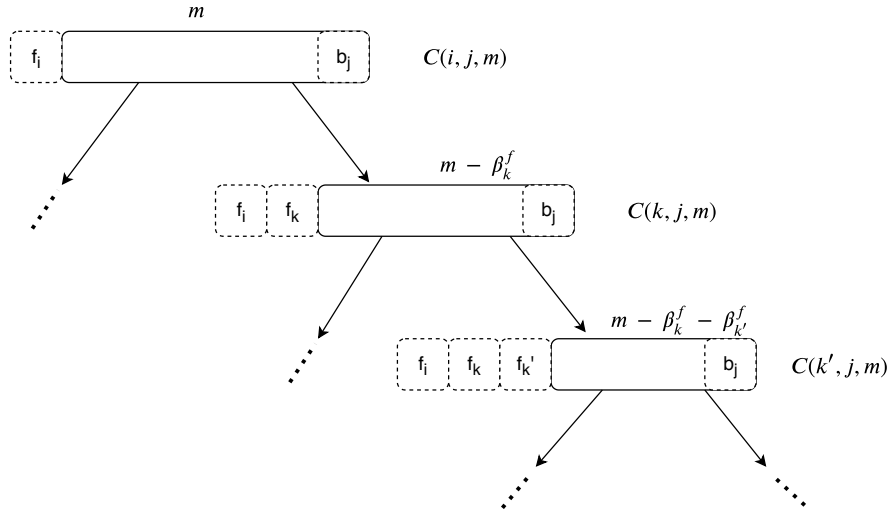 m
f_i b_j C(i, j, m)
m − β_k^f
f_i f_k b_j C(k, j, m)
m − β_k^f − β_{k′}^f
f_i f_k f_k' b_j C(k′, j, m)